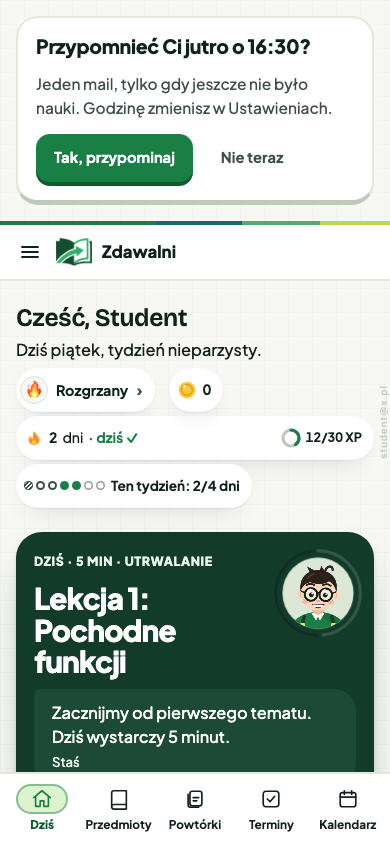 Przypomnieć Ci jutro o 16:30?
Jeden mail, tylko gdy jeszcze nie było
nauki. Godzinę zmienisz w Ustawieniach.
Tak, przypominaj
Nie teraz
Zdawalni
Cześć, Student
Dziś piątek, tydzień nieparzysty.
Rozgrzany ›
0
2 dni · dziś ✓
12/30 XP
Ten tydzień: 2/4 dni
student@x.pl
DZIŚ · 5 MIN · UTRWALANIE
Lekcja 1:
Pochodne
funkcji
Zacznijmy od pierwszego tematu.
Dziś wystarczy 5 minut.
Staś
Dziś
Przedmioty
Powtórki
Terminy
Kalendarz